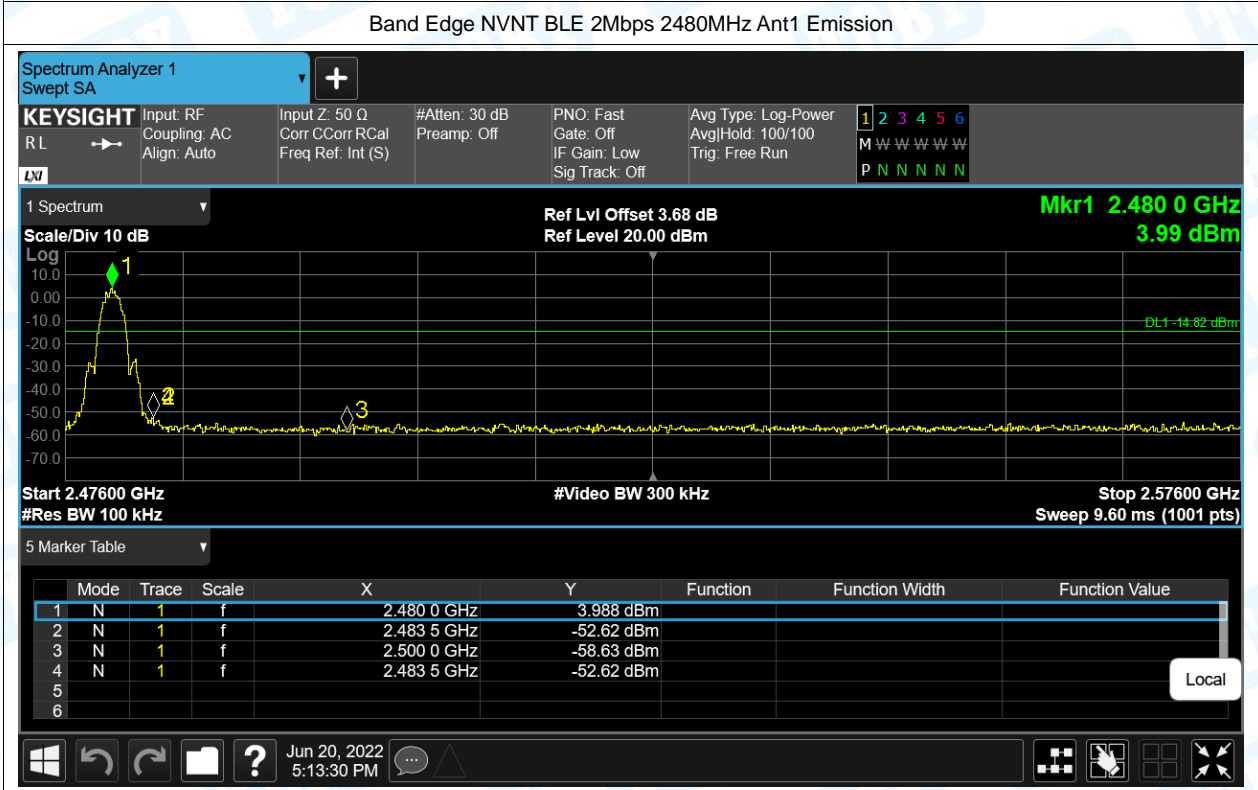 Band Edge NVNT BLE 2Mbps 2480MHz Ant1 Emission
Spectrum Analyzer 1
Swept SA
+
KEYSIGHT Input: RF Input Z: 50 Ω #Atten: 30 dB PNO: Fast Avg Type: Log-Power 1 2 3 4 5 6
R L Coupling: AC Corr CCorr RCal Preamp: Off Gate: Off Avg|Hold: 100/100 M W W W W W
Align: Auto Freq Ref: Int (S) IF Gain: Low Trig: Free Run
LXI Sig Track: Off P N N N N N
1 Spectrum Ref Lvl Offset 3.68 dB Mkr1 2.480 0 GHz
Scale/Div 10 dB Ref Level 20.00 dBm 3.99 dBm
Log
1
10.0
0.00
-10.0
DL1 -14.82 dBm
-20.0
-30.0
-40.0
2
3
-50.0
-60.0
-70.0
Start 2.47600 GHz #Video BW 300 kHz Stop 2.57600 GHz
#Res BW 100 kHz Sweep 9.60 ms (1001 pts)
5 Marker Table
Mode Trace Scale X Y Function Function Width Function Value
1 N 1 f 2.480 0 GHz 3.988 dBm
2 N 1 f 2.483 5 GHz -52.62 dBm
3 N 1 f 2.500 0 GHz -58.63 dBm
4 N 1 f 2.483 5 GHz -52.62 dBm
5
6
Local
? Jun 20, 2022
5:13:30 PM